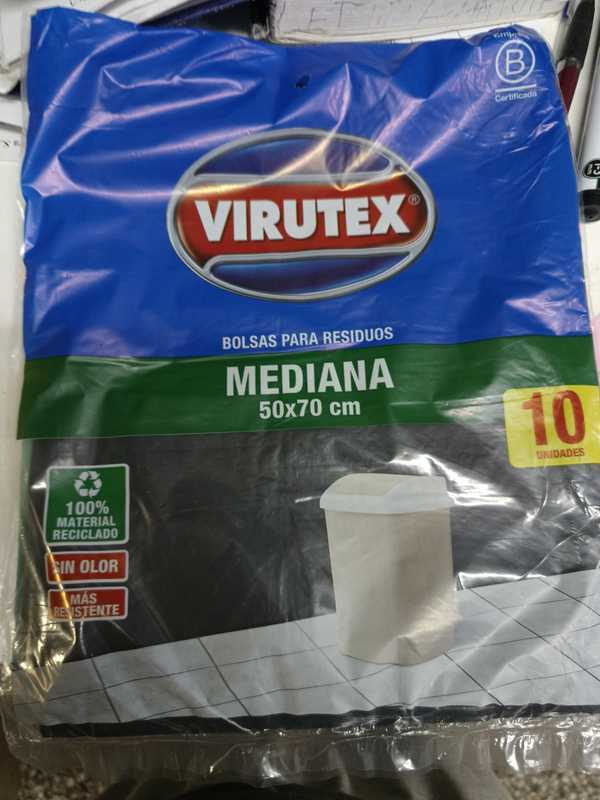 B
Certificada
VIRUTEX®
BOLSAS PARA RESIDUOS
MEDIANA
50x70 cm
10
UNIDADES
100%
MATERIAL
RECICLADO
SIN OLOR
MÁS
RESISTENTE